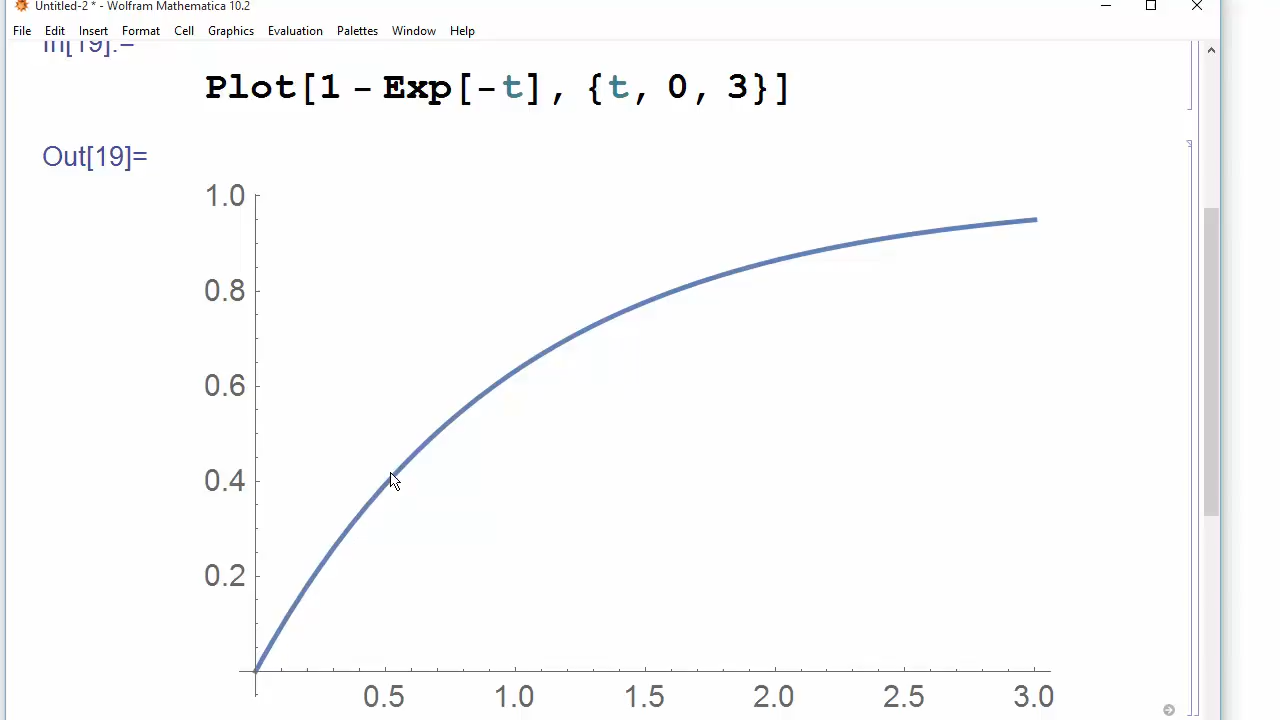 Untitled-2 * - Wolfram Mathematica 10.2
File Edit Insert Format Cell Graphics Evaluation Palettes Window Help
In[19]:=
Plot[1 - Exp[-t], {t, 0, 3}]
Out[19]=
1.0
0.8
0.6
0.4
0.2
0.5 1.0 1.5 2.0 2.5 3.0